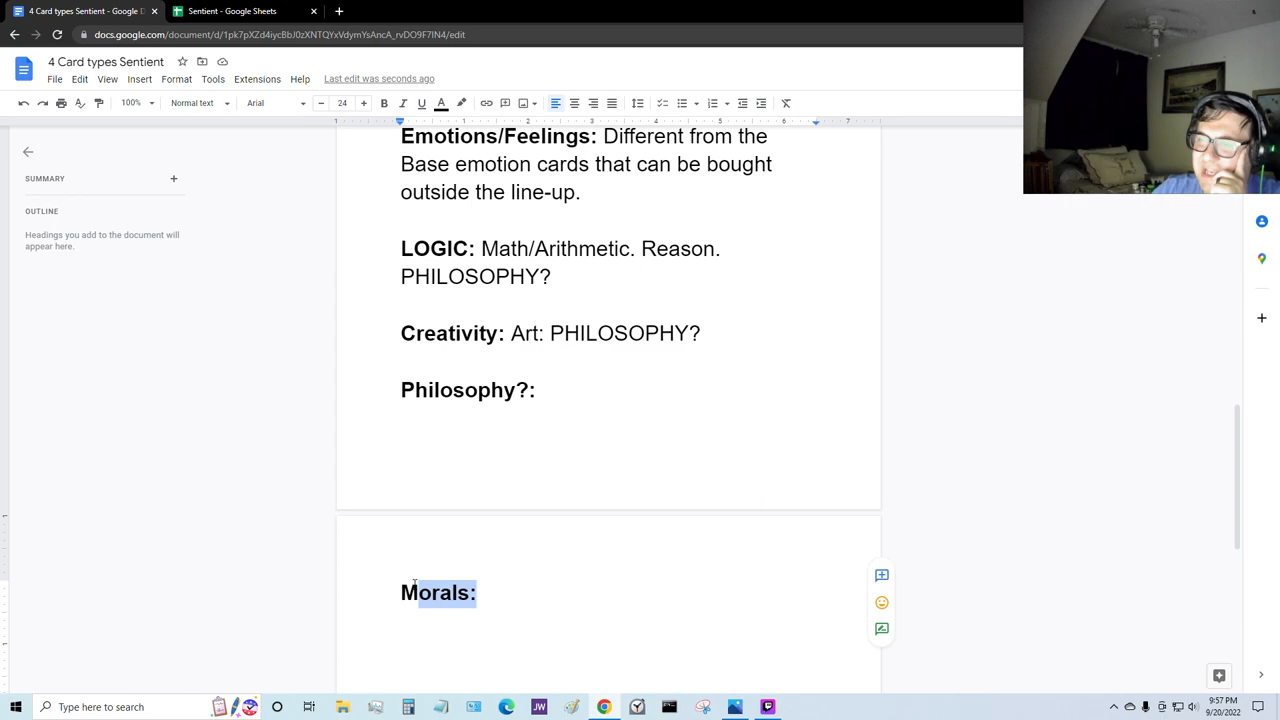 4 Card types Sentient - Google D
Sentient - Google Sheets
docs.google.com/document/d/1pk7pXZd4iycBbJ0zXNTQYxVdymYsAncA_rvDO9F7IN4/edit
4 Card types Sentient
File Edit View Insert Format Tools Extensions Help Last edit was seconds ago
100% Normal text Arial 24
SUMMARY
OUTLINE
Headings you add to the document will
appear here.
Emotions/Feelings: Different from the
Base emotion cards that can be bought
outside the line-up.
LOGIC: Math/Arithmetic. Reason.
PHILOSOPHY?
Creativity: Art: PHILOSOPHY?
Philosophy?:
Morals:
Type here to search
JW
9:57 PM
9/20/2022